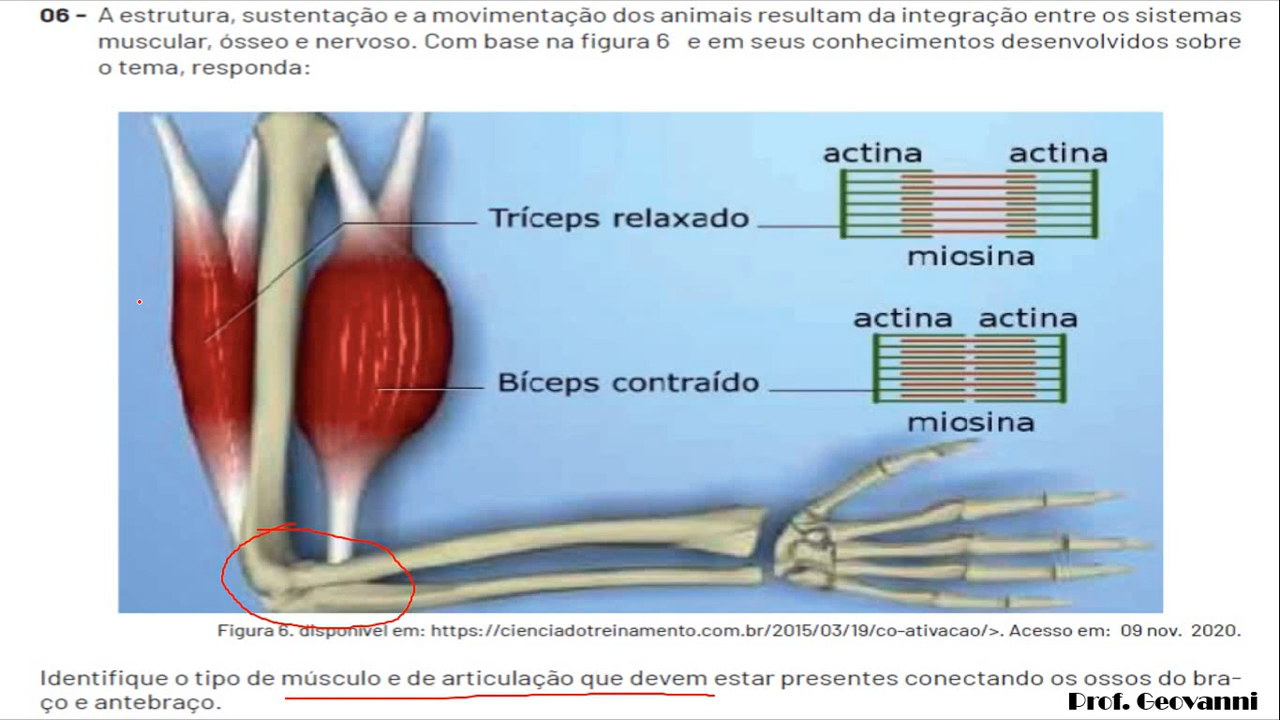 06 - A estrutura, sustentação e a movimentação dos animais resultam da integração entre os sistemas
muscular, ósseo e nervoso. Com base na figura 6 e em seus conhecimentos desenvolvidos sobre
o tema, responda:
actina actina
Tríceps relaxado
miosina
actina actina
Bíceps contraído
miosina
Figura 6. disponível em: https://cienciadotreinamento.com.br/2015/03/19/co-ativacao/>. Acesso em: 09 nov. 2020.
Identifique o tipo de músculo e de articulação que devem estar presentes conectando os ossos do bra-
ço e antebraço.
Prof. Geovanni